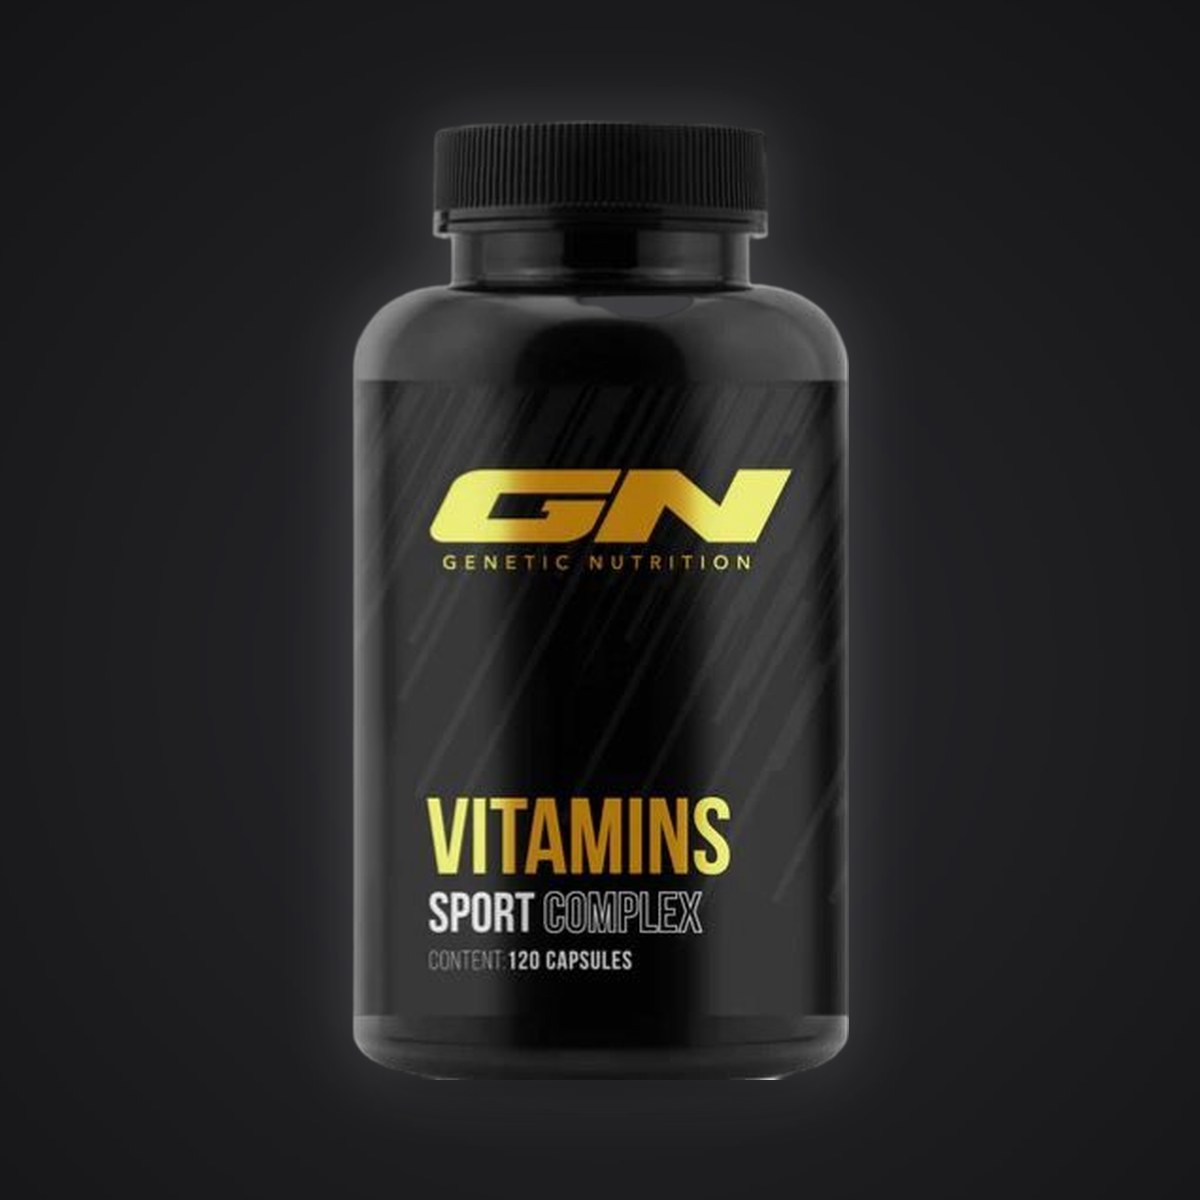 GN
GENETIC NUTRITION
VITAMINS
SPORT COMPLEX
CONTENT: 120 CAPSULES